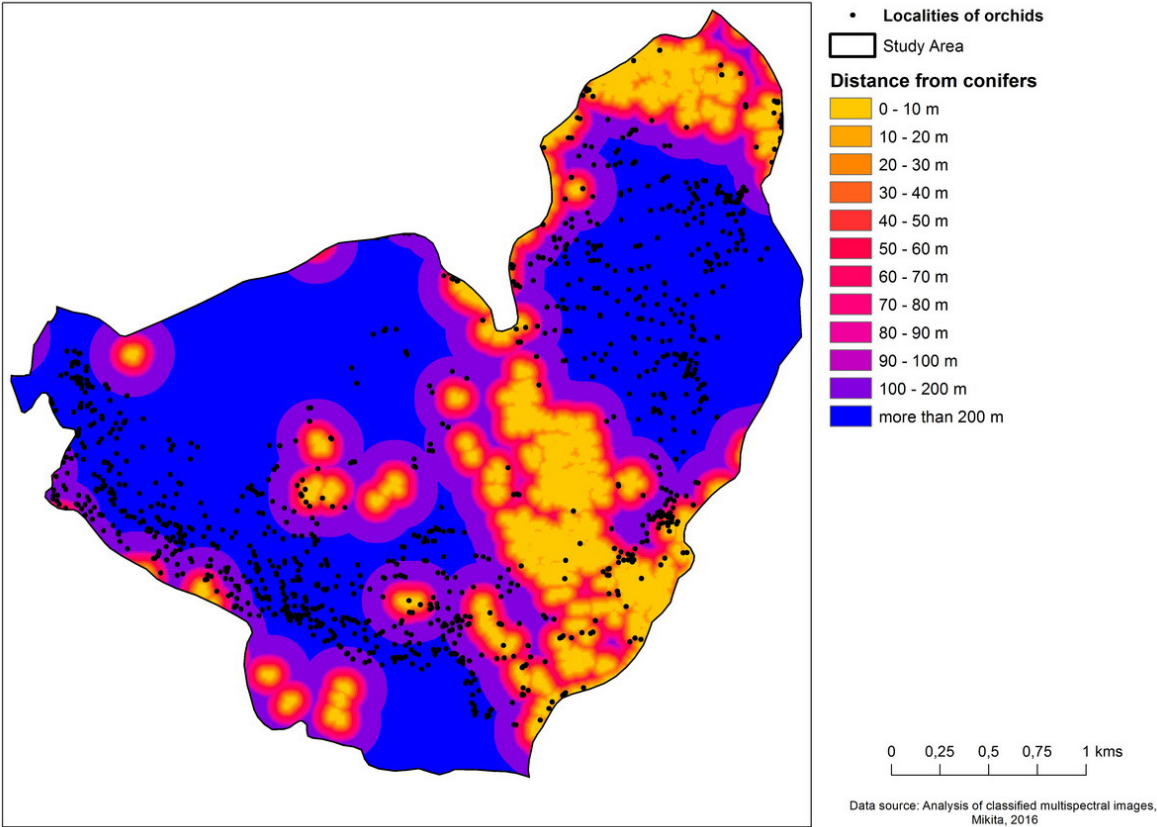 Localities of orchids
Study Area
Distance from conifers
0 - 10 m
10 - 20 m
20 - 30 m
30 - 40 m
40 - 50 m
50 - 60 m
60 - 70 m
70 - 80 m
80 - 90 m
90 - 100 m
100 - 200 m
more than 200 m
0 0,25 0,5 0,75 1 kms
Data source: Analysis of classified multispectral images,
Mikita, 2016